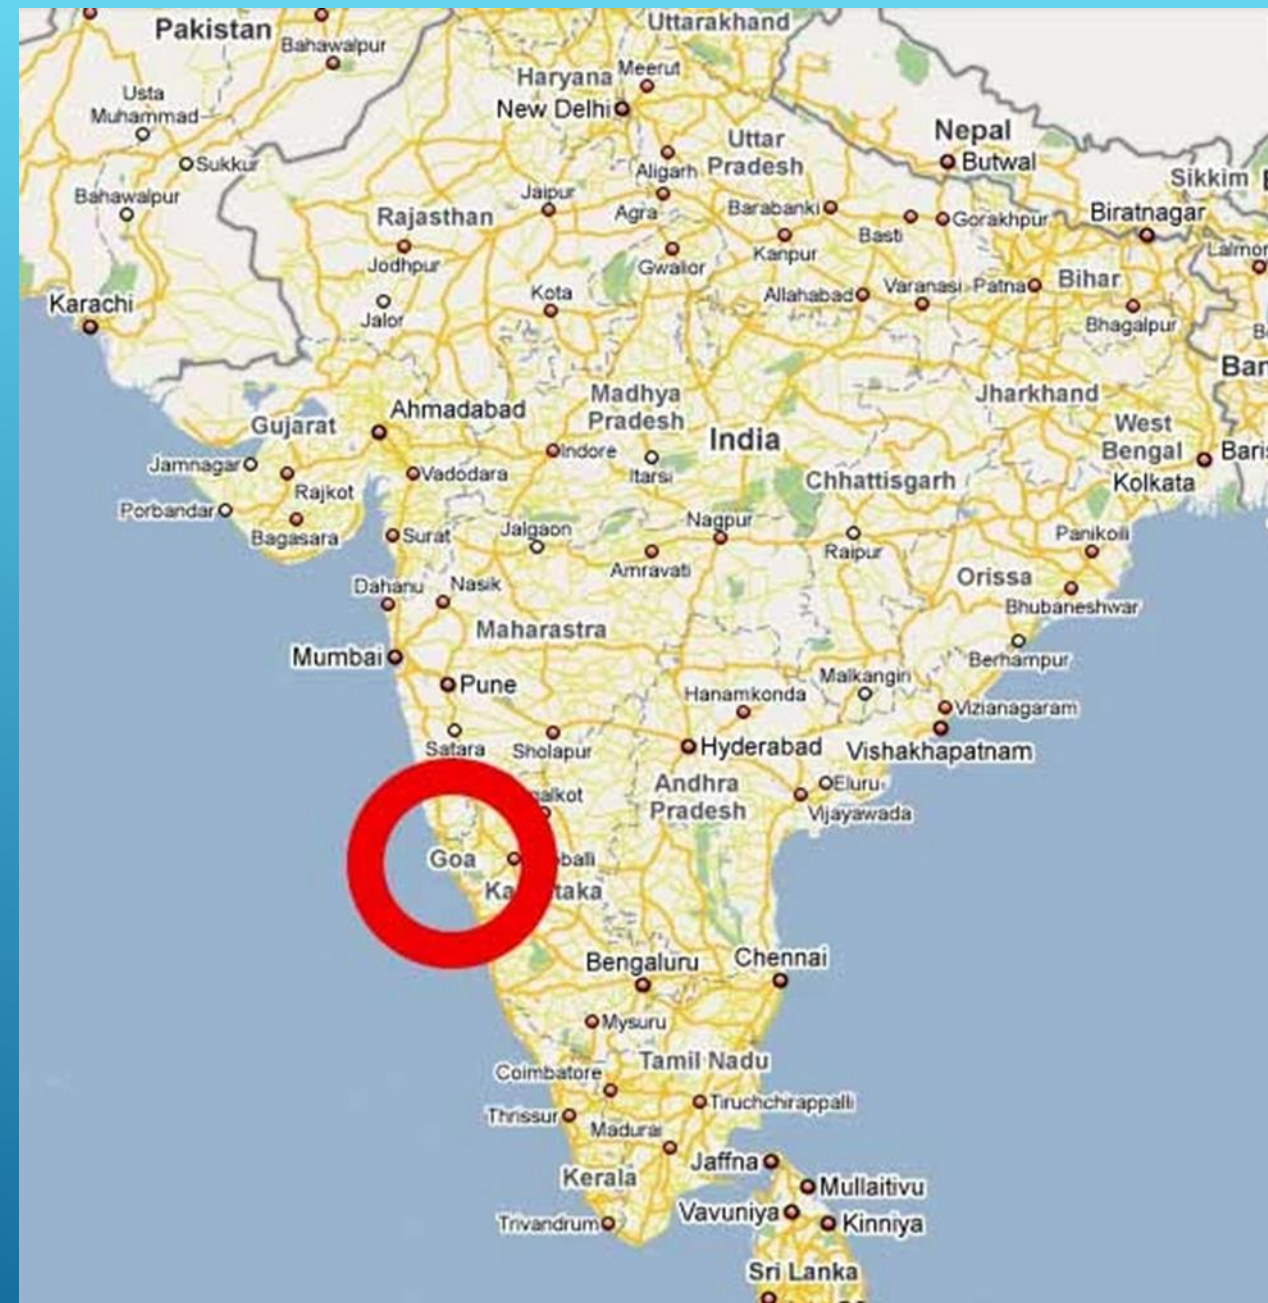 Uttarakhand
Pakistan
Bahawalpur
Haryana
Meerut
Usta
Muhammad
New Delhi
Nepal
Uttar
Pradesh
Aligarh
Butwal
Sukkur
Sikkim
Bahawalpur
Jaipur
Rajasthan
Agra
Barabanki
Basti
Gorakhpur
Biratnagar
Jodhpur
Gwalior
Kanpur
Karachi
Jalor
Kota
Allahabad
Varanasi
Patna
Bihar
Bhagalpur
Madhya
Pradesh
Jharkhand
Gujarat
Ahmadabad
India
West
Bengal
Kolkata
Jamnagar
Rajkot
Vadodara
Indore
Itarsi
Chhattisgarh
Porbandar
Bagasara
Surat
Jalgaon
Nagpur
Amravati
Raipur
Panikoili
Orissa
Bhubaneshwar
Dahanu
Nasik
Maharastra
Berhampur
Mumbai
Pune
Malkangiri
Hanamkonda
Vizianagaram
Satara
Sholapur
Hyderabad
Vishakhapatnam
Andhra
Pradesh
Eluru
Vijayawada
Goa
Bengaluru
Chennai
Mysuru
Tamil Nadu
Coimbatore
Tiruchchirappalli
Thrissur
Madurai
Jaffna
Kerala
Mullaitivu
Vavuniya
Kinniya
Trivandrum
Sri Lanka